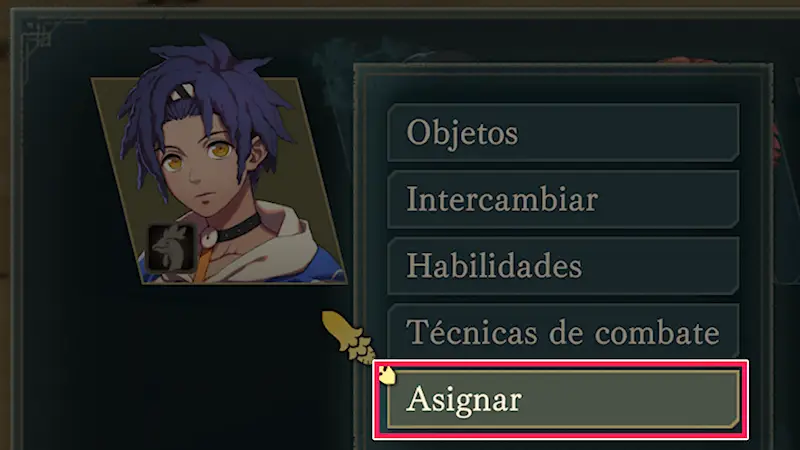 Objetos
Intercambiar
Habilidades
Técnicas de combate
Asignar